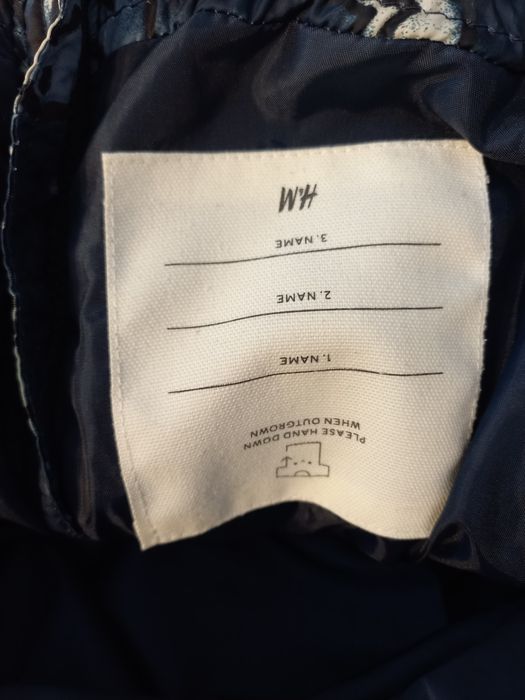 PLEASE HAND DOWN
WHEN OUTGROWN
1. NAME
2. NAME
3. NAME
H&M